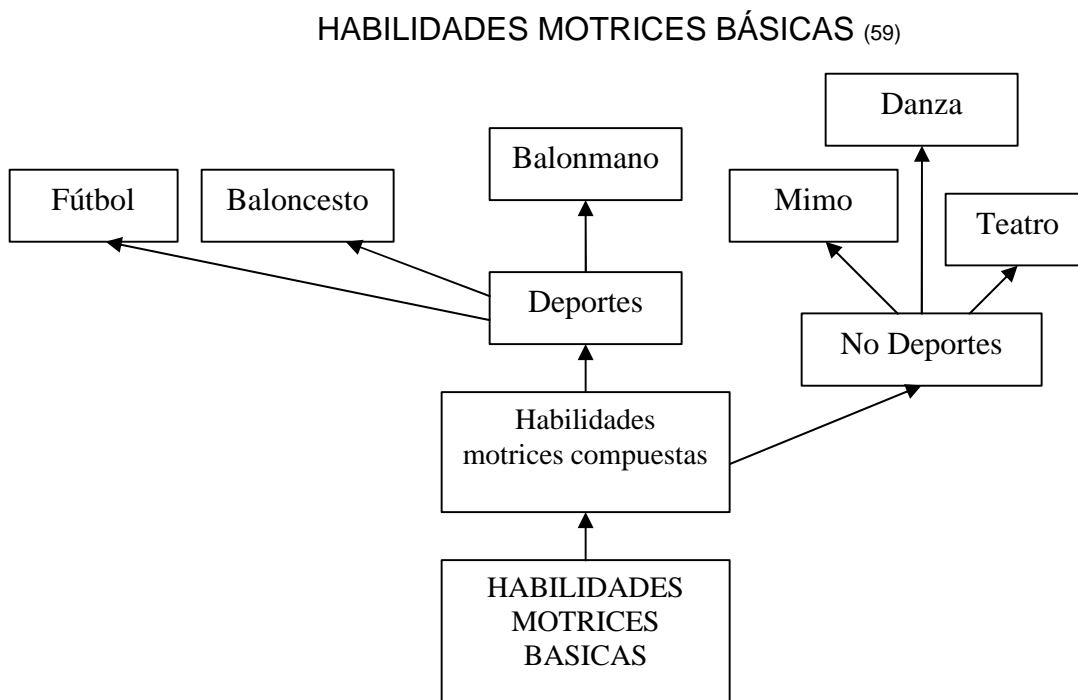 HABILIDADES MOTRICES BÁSICAS (59)
Danza
Balonmano
Fútbol
Baloncesto
Mimo
Teatro
Deportes
No Deportes
Habilidades
motrices compuestas
HABILIDADES
MOTRICES
BASICAS